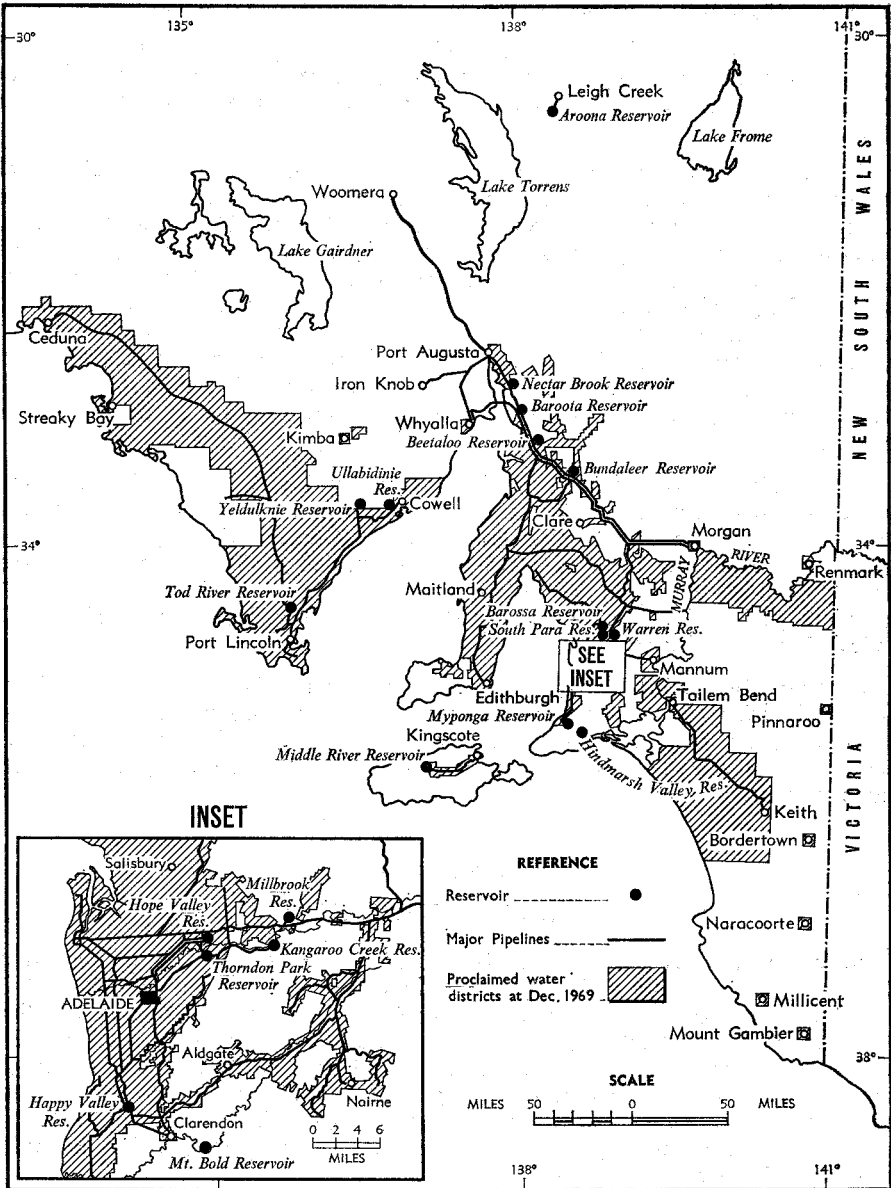 135°
138°
141°
30°
30°
Leigh Creek
Aroona Reservoir
Lake Frome
Lake Torrens
Woomera
Lake Gairdner
NEW SOUTH WALES
Ceduna
Port Augusta
Iron Knob
Nectar Brook Reservoir
Streaky Bay
Whyalla
Baroota Reservoir
Kimba
Beetaloo Reservoir
Ullabidinie
Res.
Bundaleer Reservoir
Yeldulknie Reservoir
Cowell
Clare
Morgan
34°
34°
RIVER
MURRAY
Renmark
Tod River Reservoir
Maitland
Barossa Reservoir
South Para Res.
Warren Res.
Port Lincoln
SEE
INSET
Mannum
Edithburgh
Tailem Bend
Myponga Reservoir
Pinnaroo
Kingscote
Middle River Reservoir
Hindmarsh Valley, Res.
VICTORIA
Keith
Bordertown
INSET
Salisbury
Millbrook
Res.
Hope Valley
Res.
Kangaroo Creek Res.
Thorndon Park
Reservoir
ADELAIDE
Aldgate
Nairne
Happy Valley
Res.
Clarendon
Mt. Bold Reservoir
0 2 4 6
MILES
REFERENCE
Reservoir
Major Pipelines
Proclaimed water
districts at Dec. 1969
Naracoorte
Millicent
Mount Gambier
38°
38°
SCALE
MILES 50 0 50 MILES
138°
141°